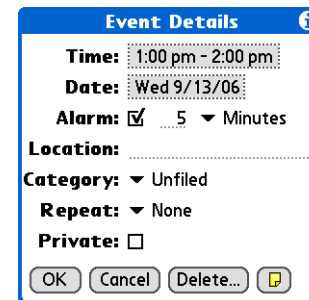 Event Details i
Time: 1:00 pm - 2:00 pm
Date: Wed 9/13/06
Alarm: 5 Minutes
Location:
Category: Unfiled
Repeat: None
Private:
OK Cancel Delete...